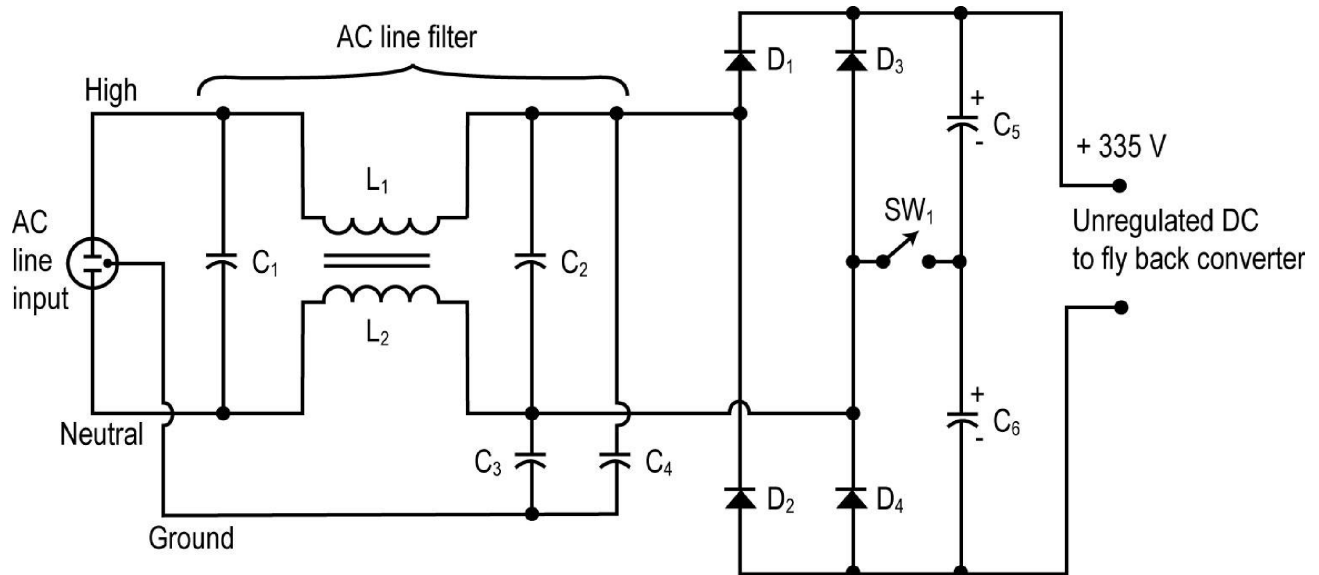 AC line filter
High
D₁
D₃
+
C₅
-
+ 335 V
L₁
SW₁
AC
line
input
C₁
C₂
Unregulated DC
to fly back converter
L₂
+
C₆
-
Neutral
C₃
C₄
D₂
D₄
Ground